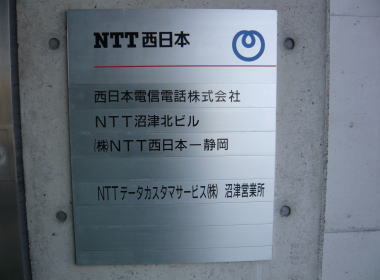 NTT西日本
西日本電信電話株式会社
NTT沼津北ビル
㈱NTT西日本ー静岡
NTTデータカスタマサービス㈱ 沼津営業所